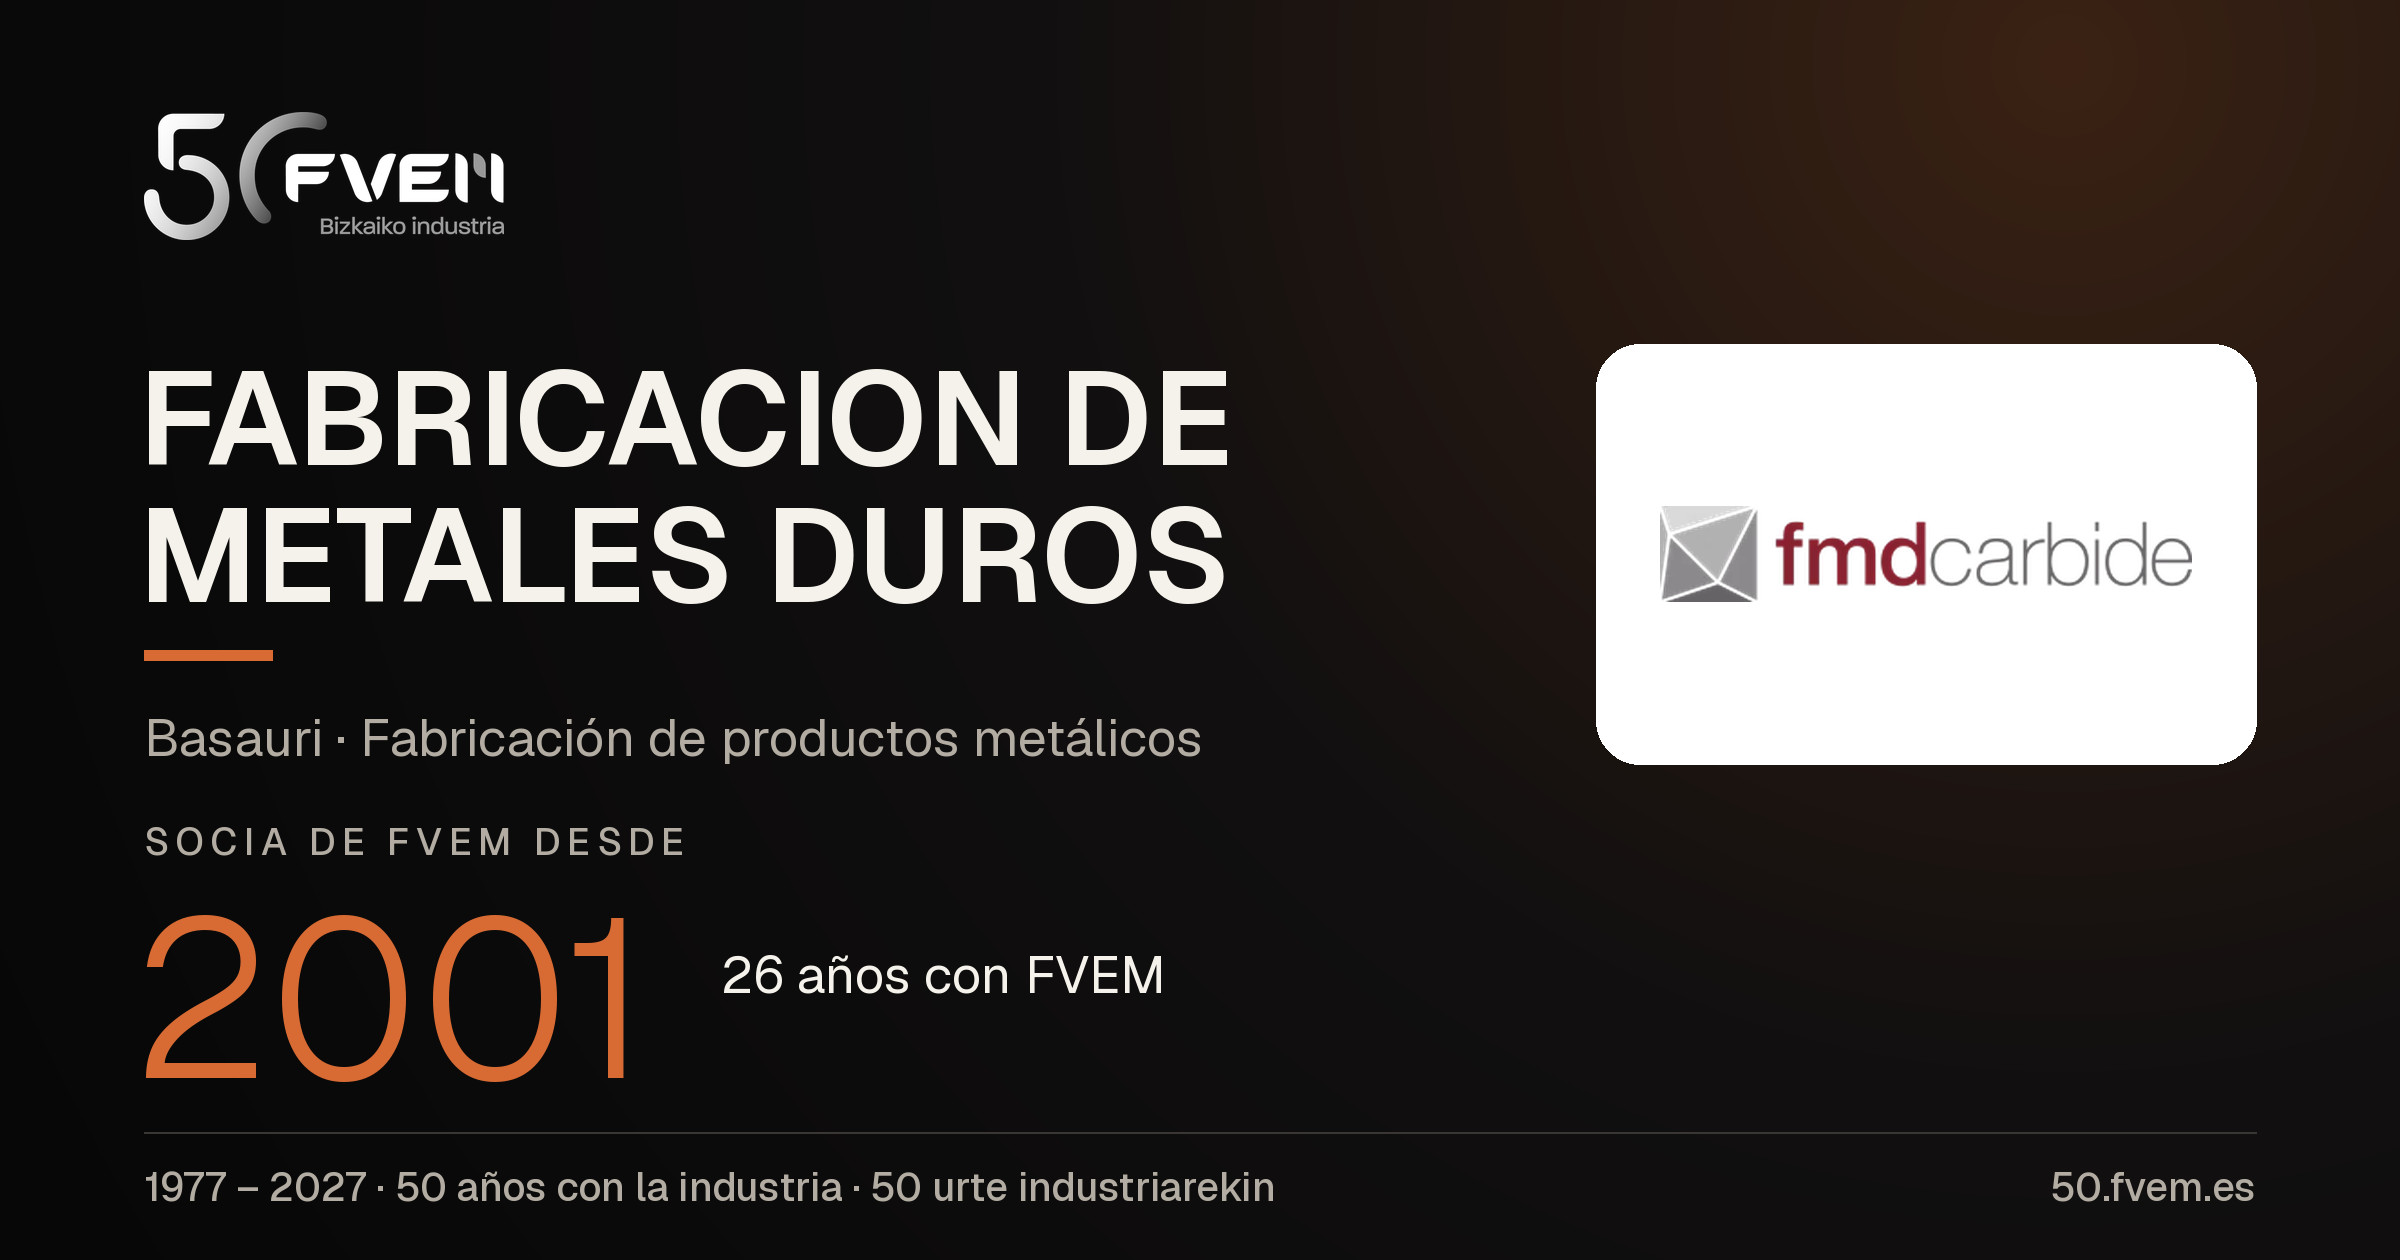 50 FVEM
Bizkaiko industria
FABRICACION DE
METALES DUROS
fmdcarbide
Basauri · Fabricación de productos metálicos
SOCIA DE FVEM DESDE
2001
26 años con FVEM
1977 – 2027 · 50 años con la industria · 50 urte industriarekin
50.fvem.es